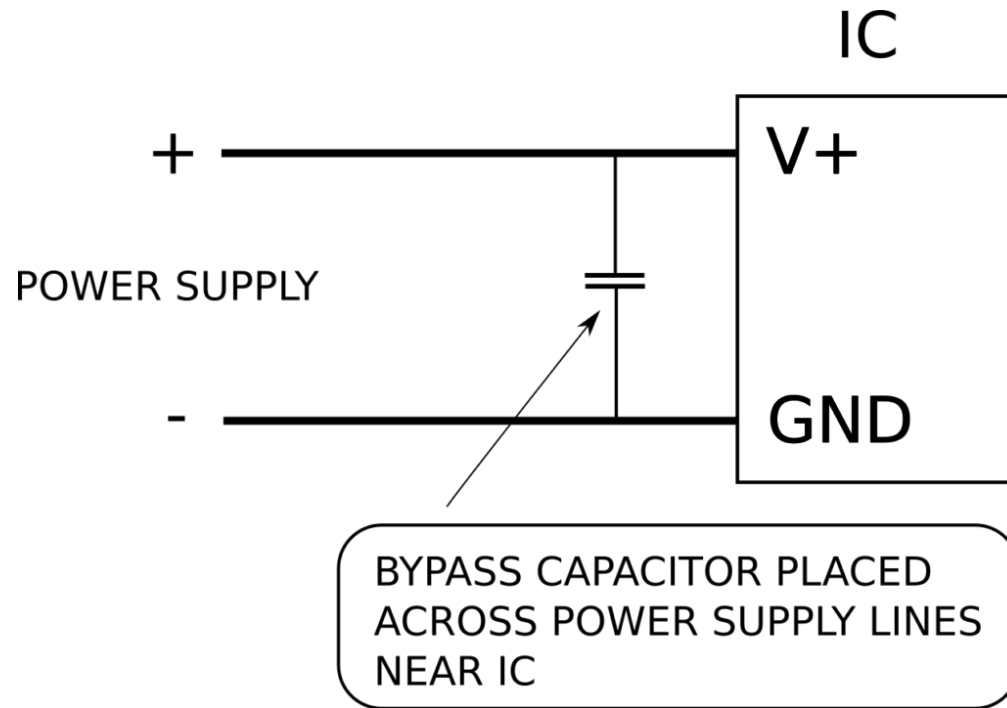 IC
+
V+
POWER SUPPLY
-
GND
BYPASS CAPACITOR PLACED
ACROSS POWER SUPPLY LINES
NEAR IC